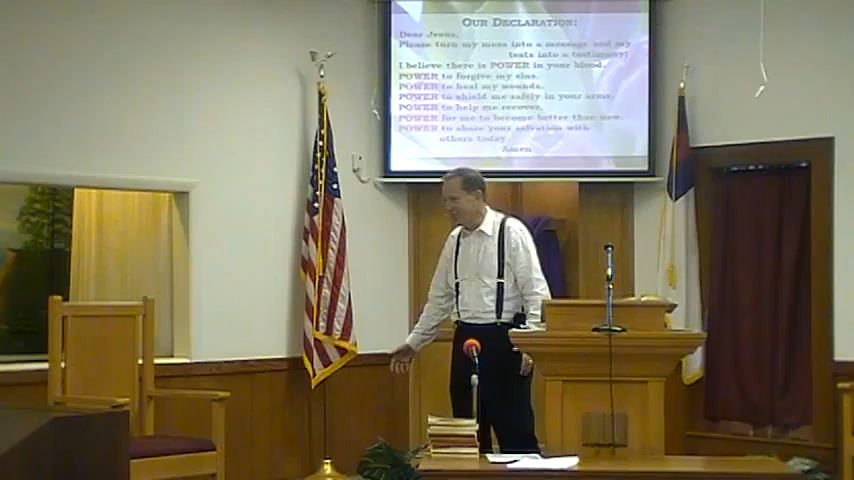 OUR DECLARATION:
Dear Jesus,
Please turn my mess into a message and my
tests into a testimony!
I believe there is POWER in your blood.
POWER to forgive my sins.
POWER to heal my wounds.
POWER to shield me safely in your arms.
POWER to help me recover.
POWER for me to become better than new.
POWER to share your salvation with
others today.
Amen